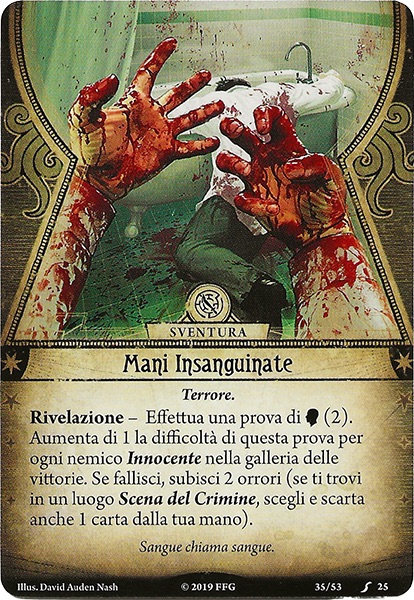 SVENTURA
Mani Insanguinate
Terrore.
Rivelazione – Effettua una prova di (2).
Aumenta di 1 la difficoltà di questa prova per
ogni nemico Innocente nella galleria delle
vittorie. Se fallisci, subisci 2 orrori (se ti trovi
in un luogo Scena del Crimine, scegli e scarta
anche 1 carta dalla tua mano).
Sangue chiama sangue.
Illus. David Auden Nash © 2019 FFG 35/53 25